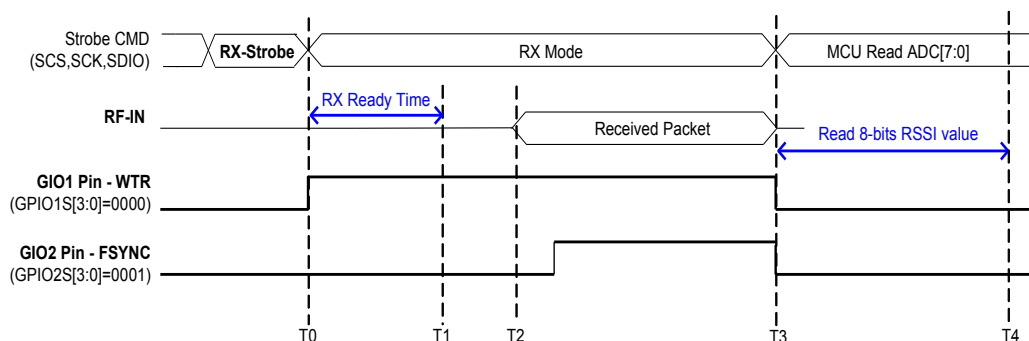 Strobe CMD
(SCS,SCK,SDIO)
RX-Strobe
RX Mode
MCU Read ADC[7:0]
RX Ready Time
RF-IN
Received Packet
Read 8-bits RSSI value
GIO1 Pin - WTR
(GPIO1S[3:0]=0000)
GIO2 Pin - FSYNC
(GPIO2S[3:0]=0001)
T0
T1
T2
T3
T4